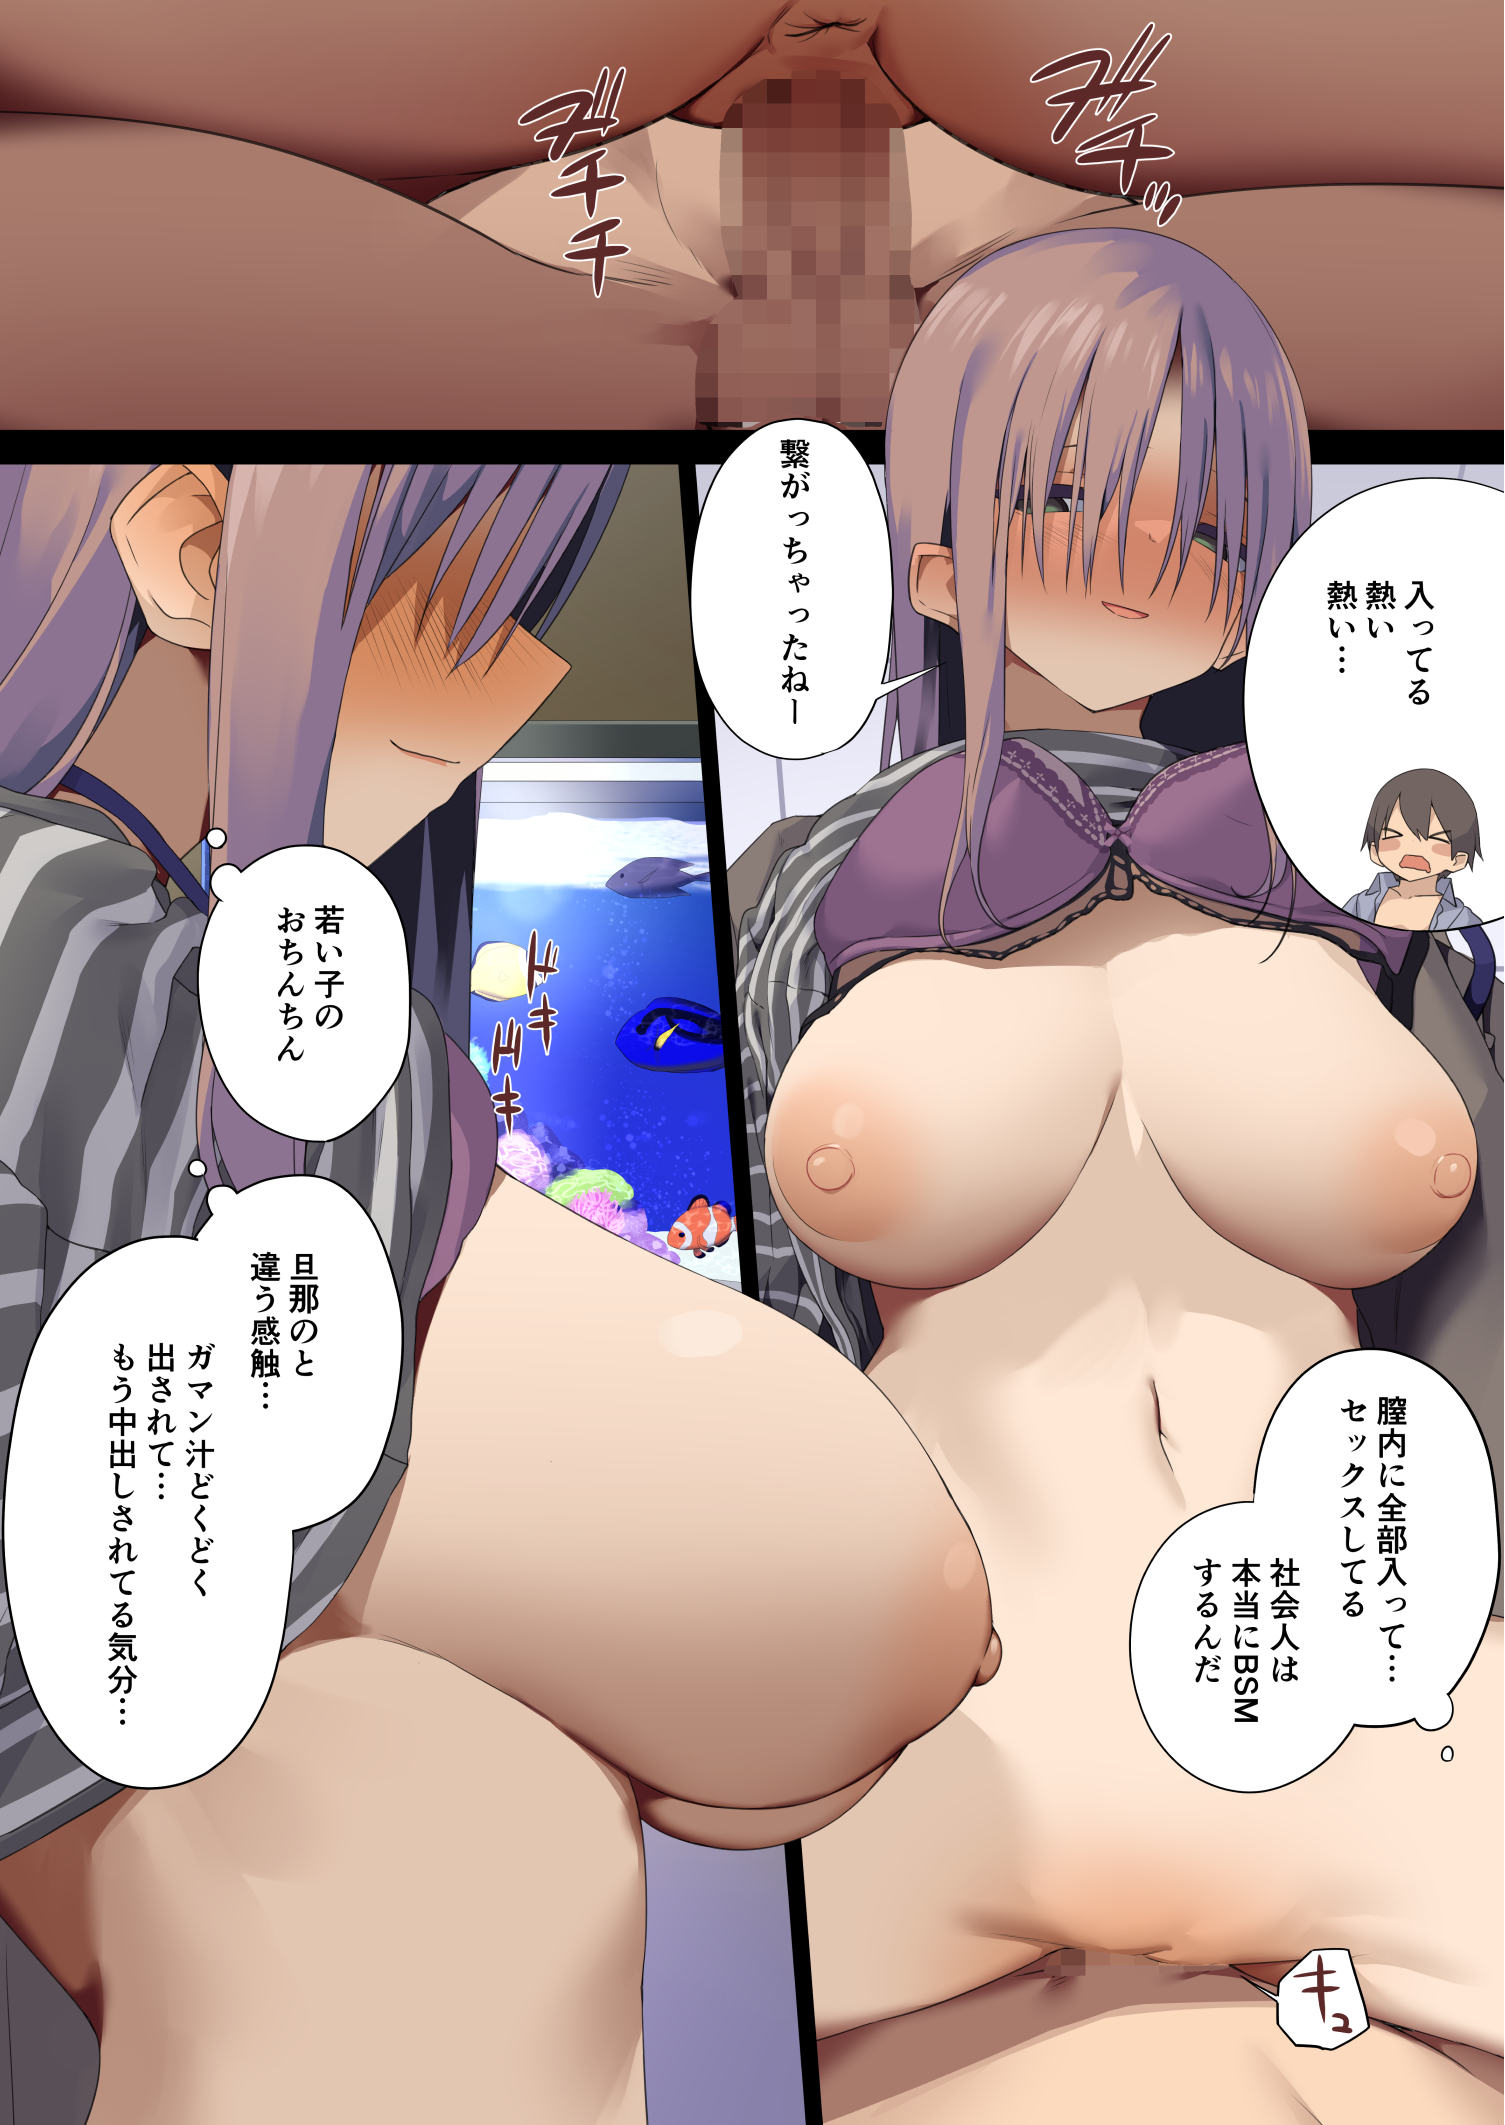 ブチッ
ブチチ
入ってる
熱い
熱い…
繋がっちゃったねー
膣内に全部入って…
セックスしてる
社会人は
本当にBSM
するんだ
キュ
ドキ
ドキ
若い子の
おちんちん
旦那のと
違う感触…
ガマン汁どくどく
出されて…
もう中出しされてる気分…